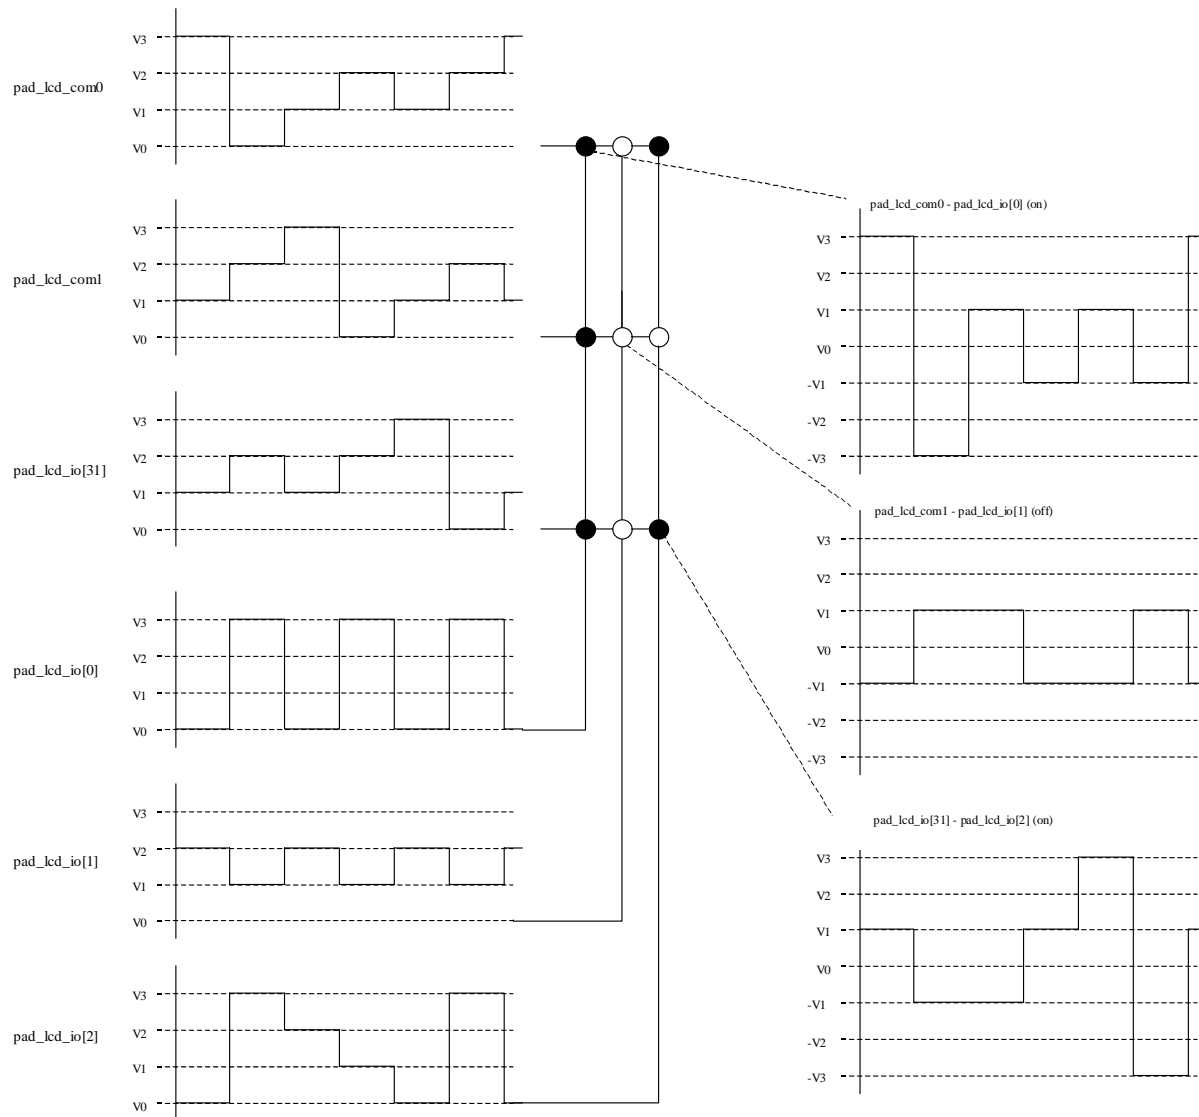 V3
V2
pad_lcd_com0
V1
V0
V3
V2
pad_lcd_com1
V1
V0
V3
V2
pad_lcd_io[31]
V1
V0
V3
V2
pad_lcd_io[0]
V1
V0
V3
V2
pad_lcd_io[1]
V1
V0
V3
V2
pad_lcd_io[2]
V1
V0
pad_lcd_com0 - pad_lcd_io[0] (on)
V3
V2
V1
V0
-V1
-V2
-V3
pad_lcd_com1 - pad_lcd_io[1] (off)
V3
V2
V1
V0
-V1
-V2
-V3
pad_lcd_io[31] - pad_lcd_io[2] (on)
V3
V2
V1
V0
-V1
-V2
-V3